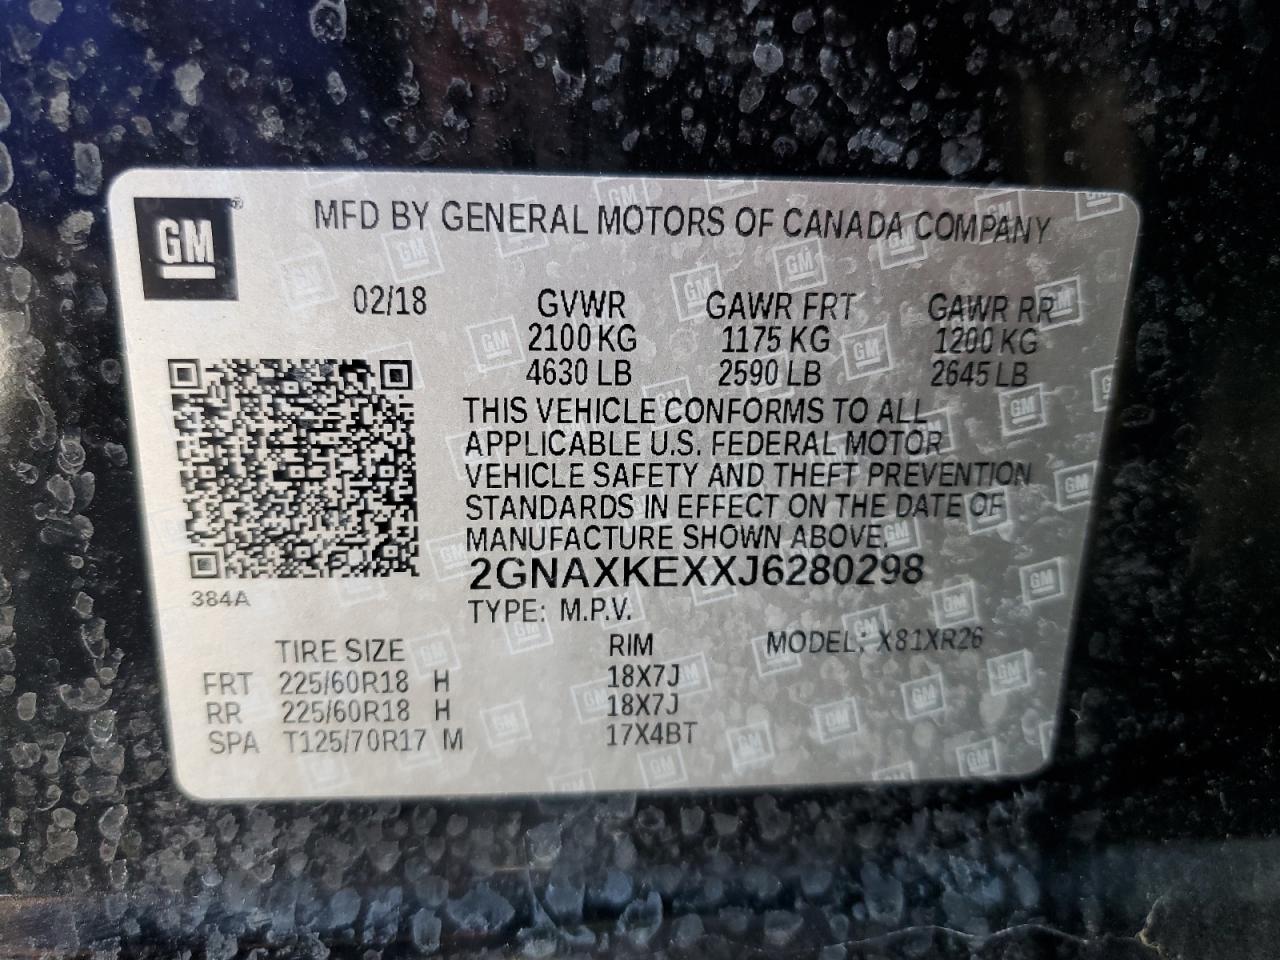 GM
MFD BY GENERAL MOTORS OF CANADA COMPANY
02/18 GVWR GAWR FRT GAWR RR
2100 KG 1175 KG 1200 KG
4630 LB 2590 LB 2645 LB
THIS VEHICLE CONFORMS TO ALL
APPLICABLE U.S. FEDERAL MOTOR
VEHICLE SAFETY AND THEFT PREVENTION
STANDARDS IN EFFECT ON THE DATE OF
MANUFACTURE SHOWN ABOVE.
2GNAXKEXXJ6280298
384A
TYPE: M.P.V.
TIRE SIZE RIM MODEL: X81XR26
FRT 225/60R18 H 18X7J
RR 225/60R18 H 18X7J
SPA T125/70R17 M 17X4BT